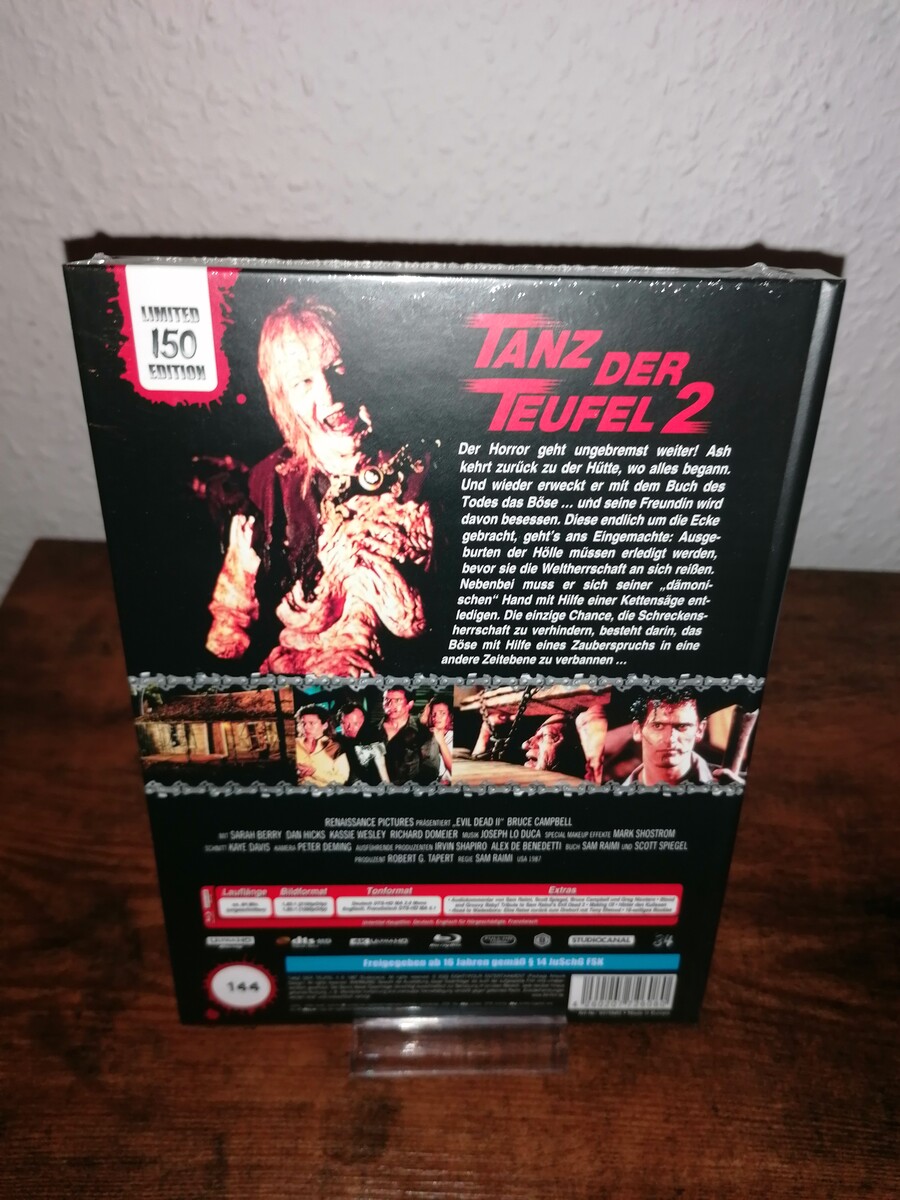 LIMITED
150
EDITION
TANZ DER
TEUFEL 2
Der Horror geht ungebremst weiter! Ash
kehrt zurück zu der Hütte, wo alles begann.
Und wieder erweckt er mit dem Buch des
Todes das Böse ... und seine Freundin wird
davon besessen. Diese endlich um die Ecke
gebracht, geht's ans Eingemachte: Ausge-
burten der Hölle müssen erledigt werden,
bevor sie die Weltherrschaft an sich reißen.
Nebenbei muss er sich seiner „dämoni-
schen“ Hand mit Hilfe einer Kettensäge ent-
ledigen. Die einzige Chance, die Schreckens-
herrschaft zu verhindern, besteht darin, das
Böse mit Hilfe eines Zauberspruchs in eine
andere Zeitebene zu verbannen ...
RENAISSANCE PICTURES PRÄSENTIERT „EVIL DEAD II“ BRUCE CAMPBELL
MIT SARAH BERRY DAN HICKS KASSIE WESLEY RICHARD DOMEIER MUSIK JOSEPH LO DUCA SPECIAL MAKEUP EFFEKTE MARK SHOSTROM
SCHNITT KAYE DAVIS KAMERA PETER DEMING AUSFÜHRENDE PRODUZENTEN IRVIN SHAPIRO ALEX DE BENEDETTI BUCH SAM RAIMI UND SCOTT SPIEGEL
PRODUZENT ROBERT G. TAPERT REGIE SAM RAIMI USA 1987
Lauflänge Bildformat Tonformat Extras
ULTRA HD dts 4K ULTRA HD STUDIOCANAL 34
Freigegeben ab 16 Jahren gemäß § 14 JuSchG FSK
144